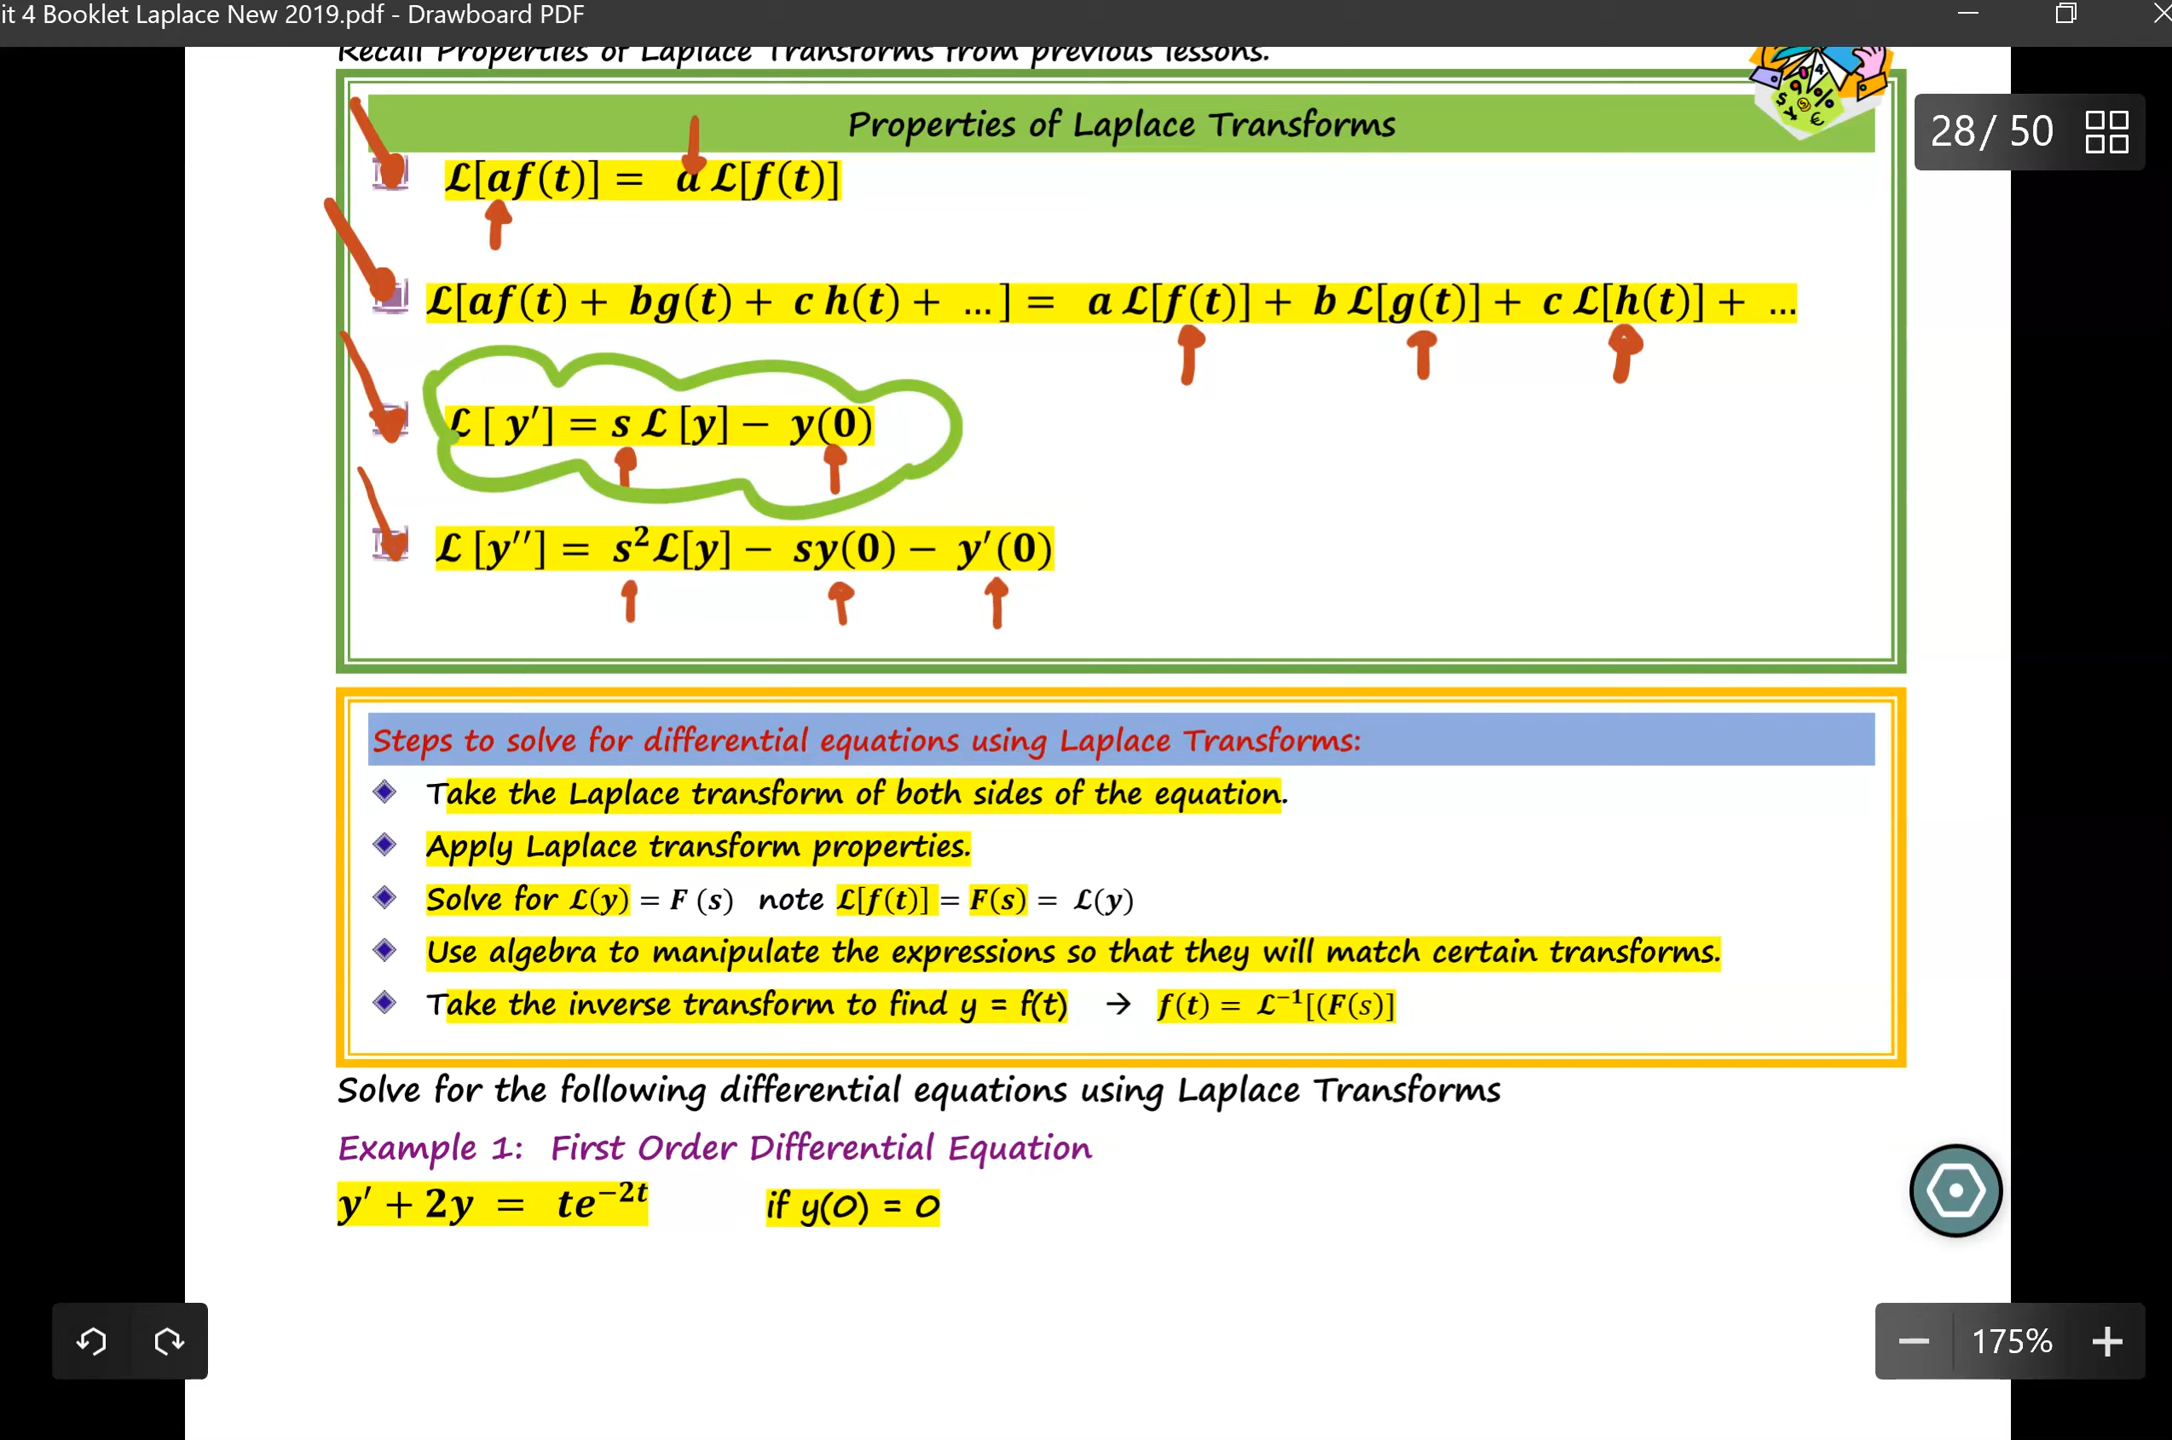 it 4 Booklet Laplace New 2019.pdf - Drawboard PDF
Recall Properties of Laplace Transforms from previous lessons.
Properties of Laplace Transforms
28/ 50
ℒ[af(t)] = a ℒ[f(t)]
ℒ[af(t) + bg(t) + c h(t) + ...] = a ℒ[f(t)] + b ℒ[g(t)] + c ℒ[h(t)] + ...
ℒ [ y′] = s ℒ [y] − y(0)
ℒ [y′′] = s²ℒ[y] − sy(0) − y′(0)
Steps to solve for differential equations using Laplace Transforms:
Take the Laplace transform of both sides of the equation.
Apply Laplace transform properties.
Solve for ℒ(y) = F (s) note ℒ[f(t)] = F(s) = ℒ(y)
Use algebra to manipulate the expressions so that they will match certain transforms.
Take the inverse transform to find y = f(t) → f(t) = ℒ⁻¹[(F(s)]
Solve for the following differential equations using Laplace Transforms
Example 1: First Order Differential Equation
y′ + 2y = te⁻²ᵗ if y(0) = 0
175%